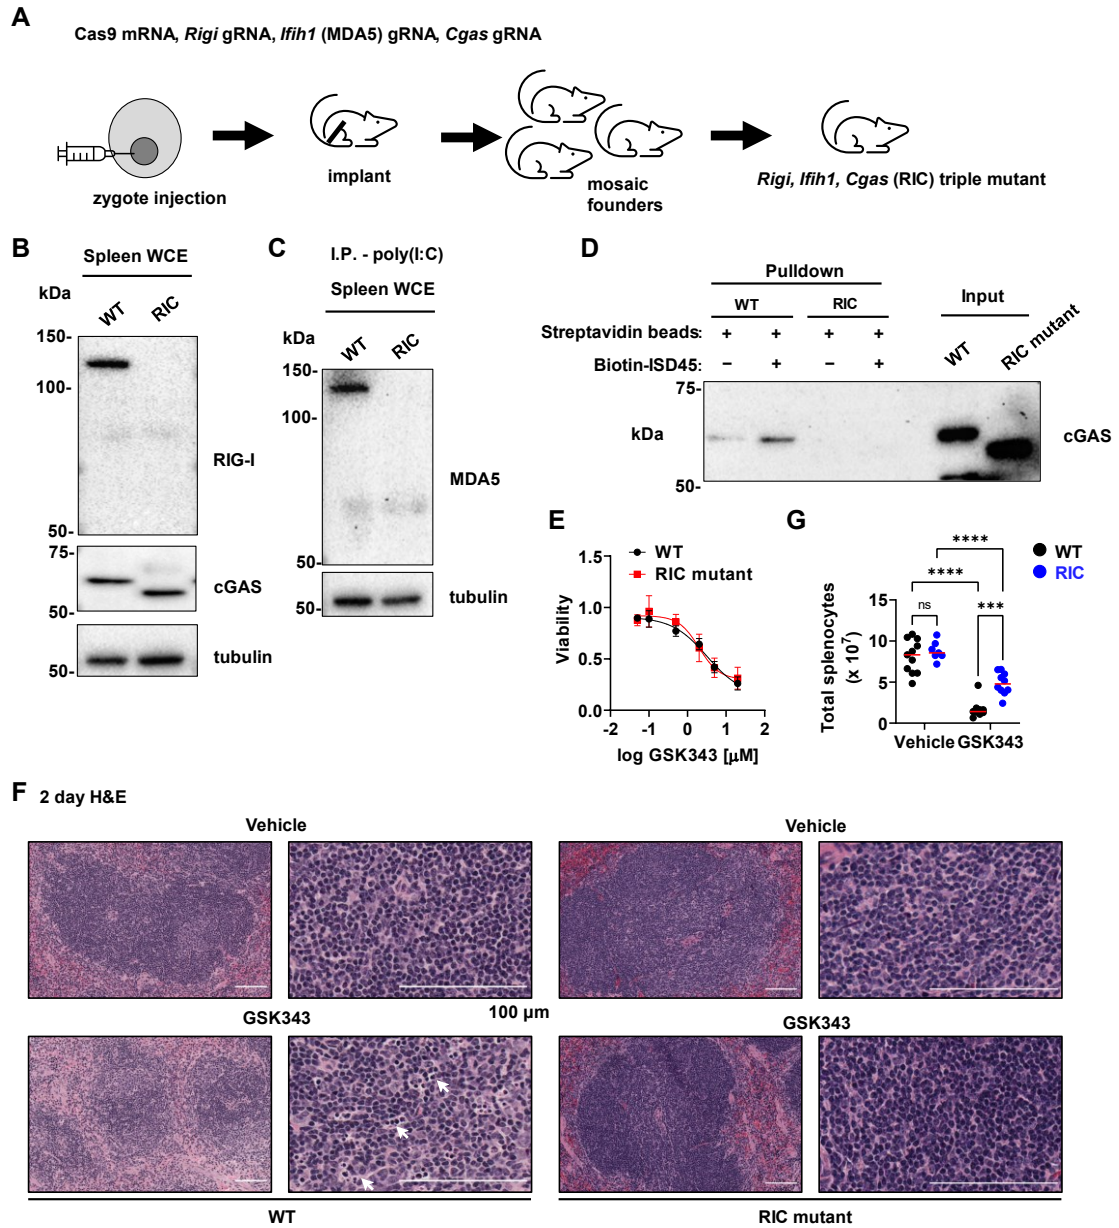 A
Cas9 mRNA, Rigi gRNA, Ifih1 (MDA5) gRNA, Cgas gRNA
zygote injection
implant
mosaic
founders
Rigi, Ifih1, Cgas (RIC) triple mutant
B
Spleen WCE
kDa
WT
RIC
150-
100-
RIG-I
50-
75-
cGAS
50-
tubulin
50-
C
I.P. - poly(I:C)
Spleen WCE
kDa
WT
RIC
150-
100-
MDA5
50-
tubulin
50-
D
Pulldown
Input
WT
RIC
WT
RIC mutant
Streptavidin beads: + + + +
Biotin-ISD45: – + – +
75-
kDa
cGAS
50-
E
WT
RIC mutant
1.5
1.0
0.5
0.0
Viability
-2 -1 0 1 2
log GSK343 [µM]
G
WT
RIC
****
****
ns
***
15
10
5
0
Total splenocytes
(x 10⁷)
Vehicle GSK343
F
2 day H&E
Vehicle
Vehicle
GSK343
100 µm
GSK343
WT
RIC mutant